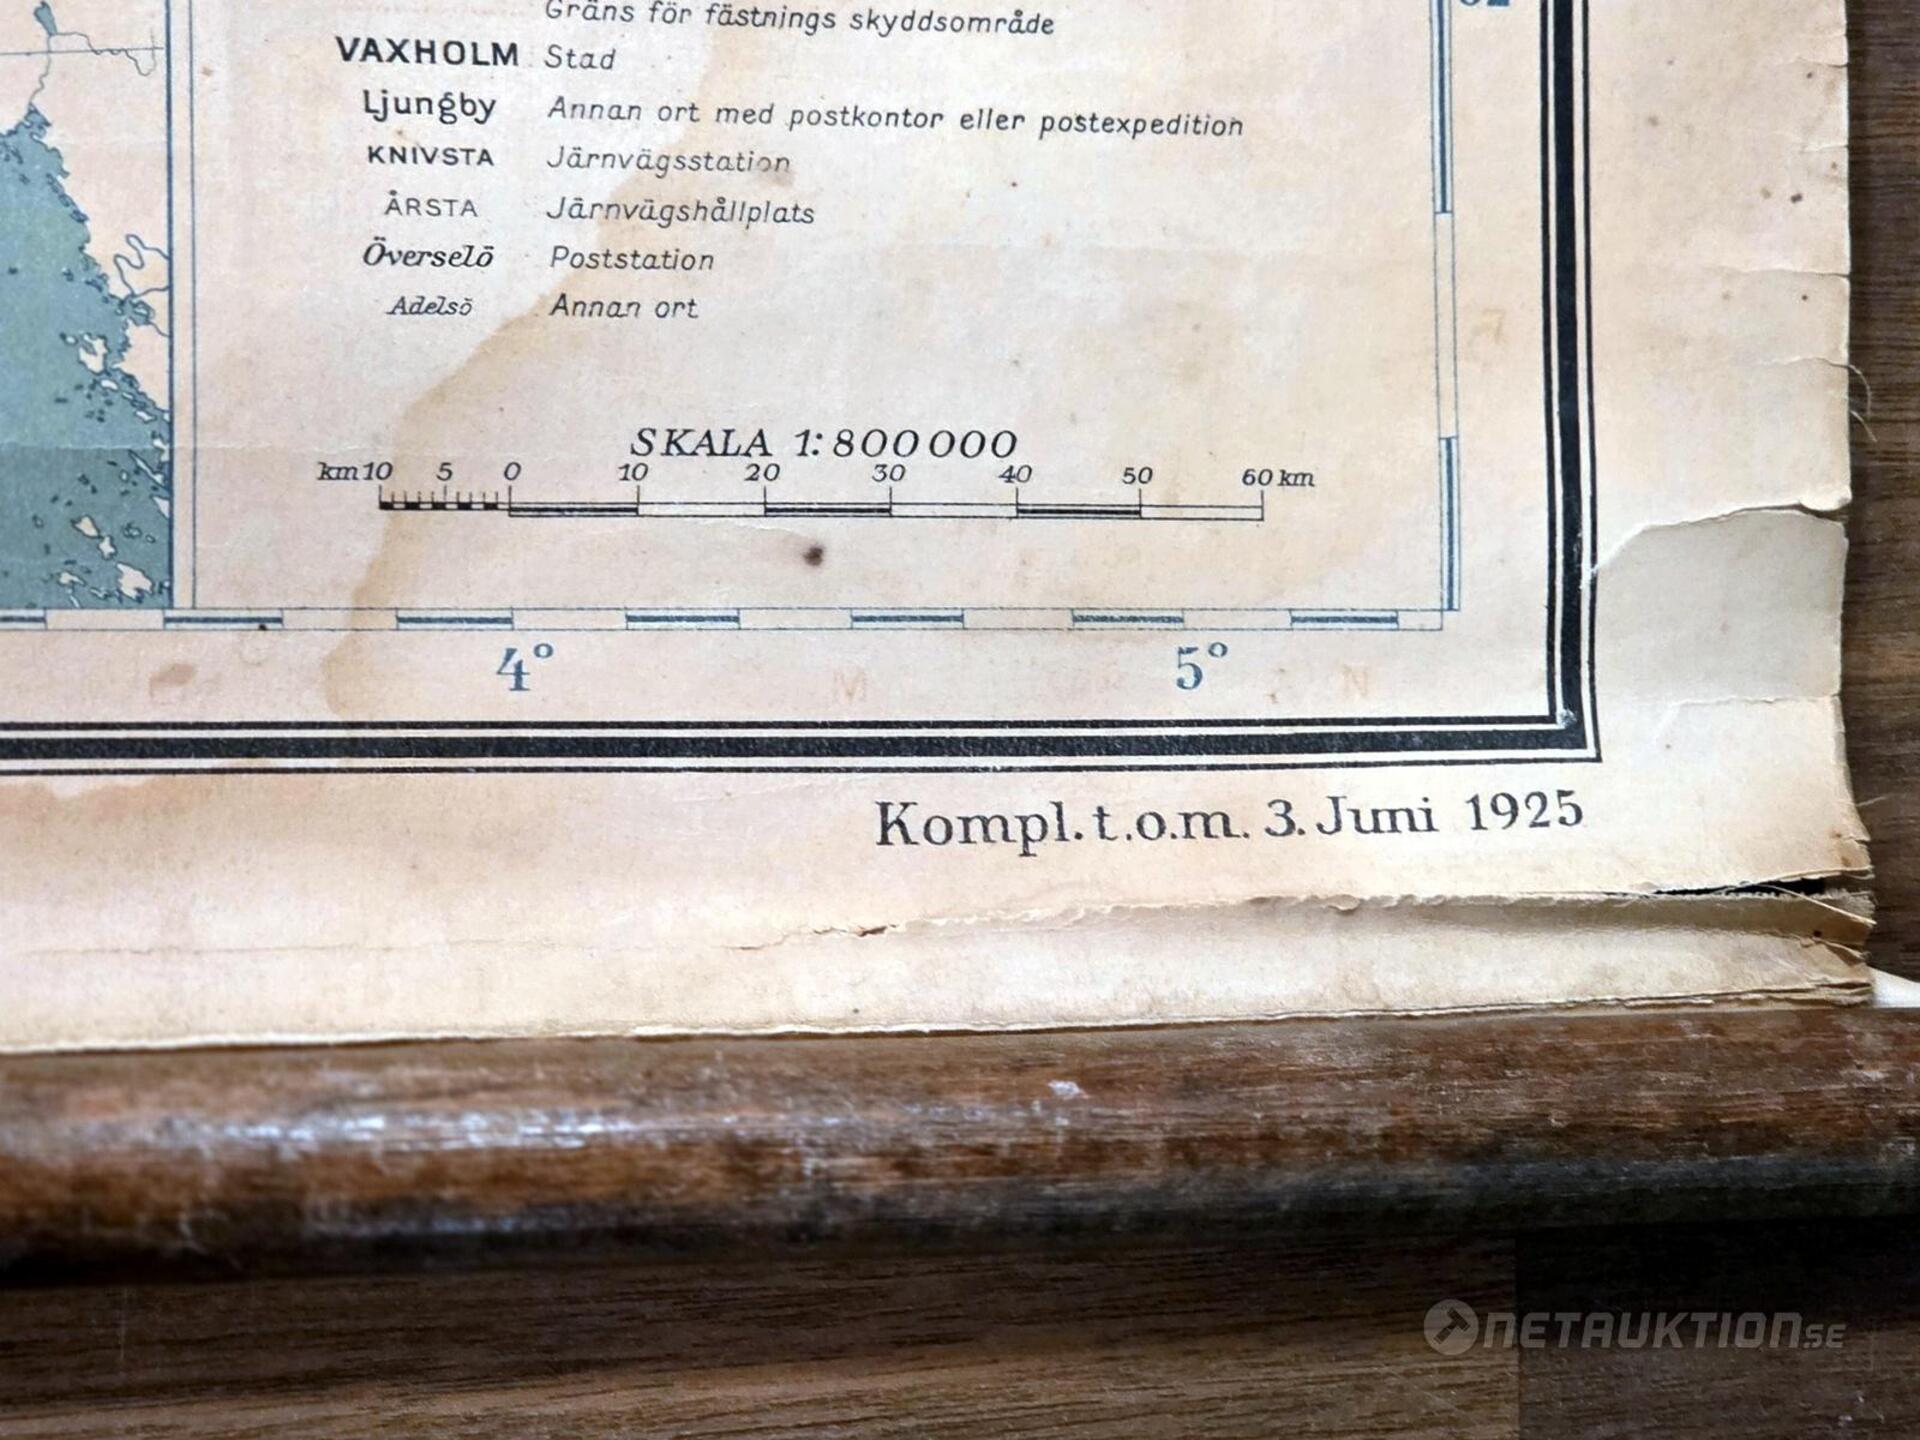 Gräns för fästnings skyddsområde
VAXHOLM Stad
Ljungby Annan ort med postkontor eller postexpedition
KNIVSTA Järnvägsstation
ÅRSTA Järnvägshållplats
Överselö Poststation
Adelsö Annan ort
SKALA 1:800000
km10 5 0 10 20 30 40 50 60 km
4° 5°
Kompl. t.o.m. 3. Juni 1925
NETAUKTION.SE